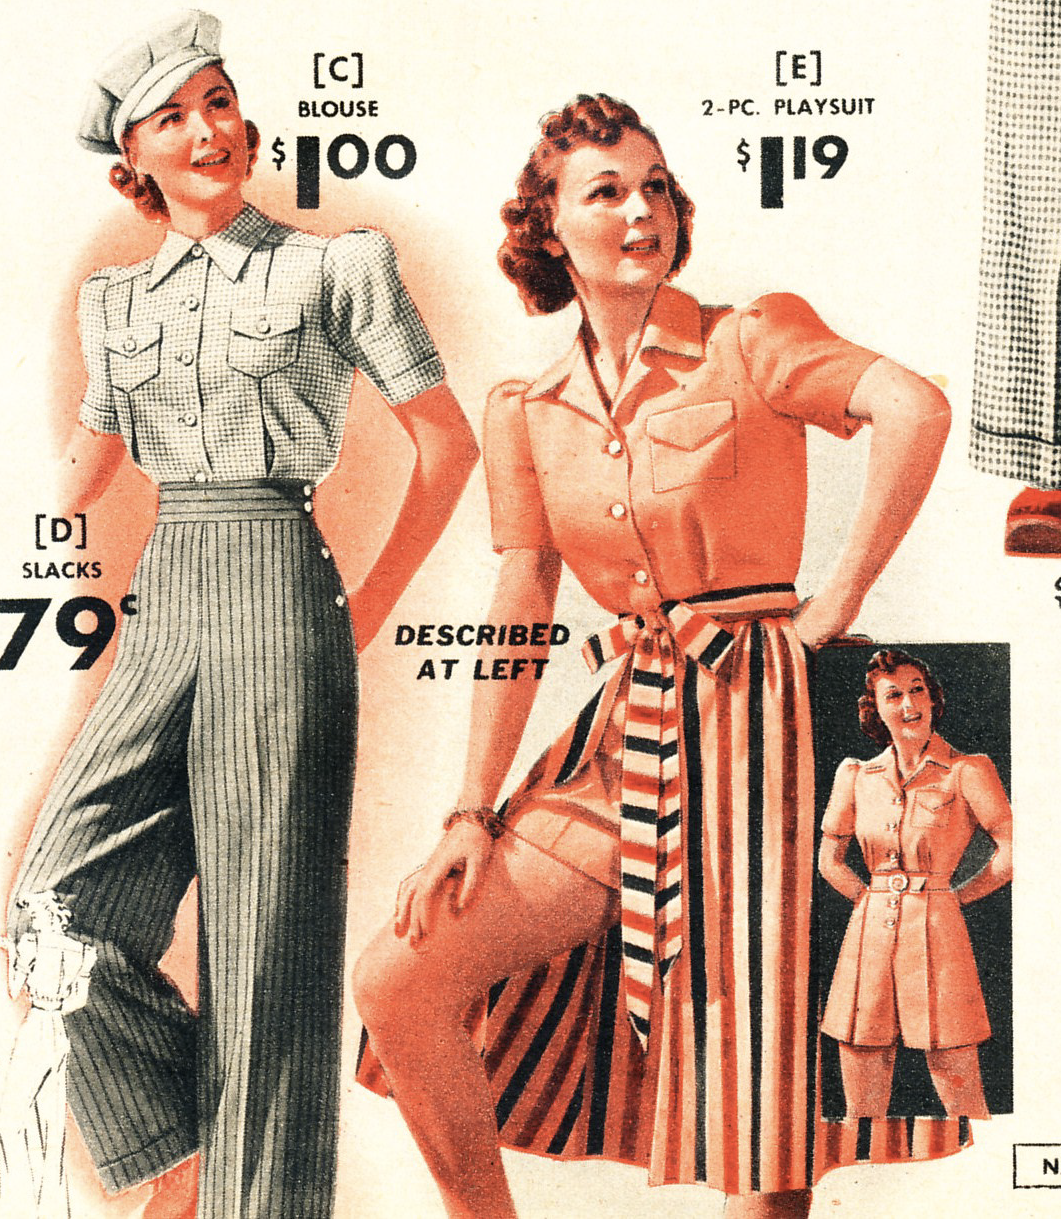 [C]
BLOUSE
$1.00
[E]
2-PC. PLAYSUIT
$1.19
[D]
SLACKS
79¢
DESCRIBED
AT LEFT